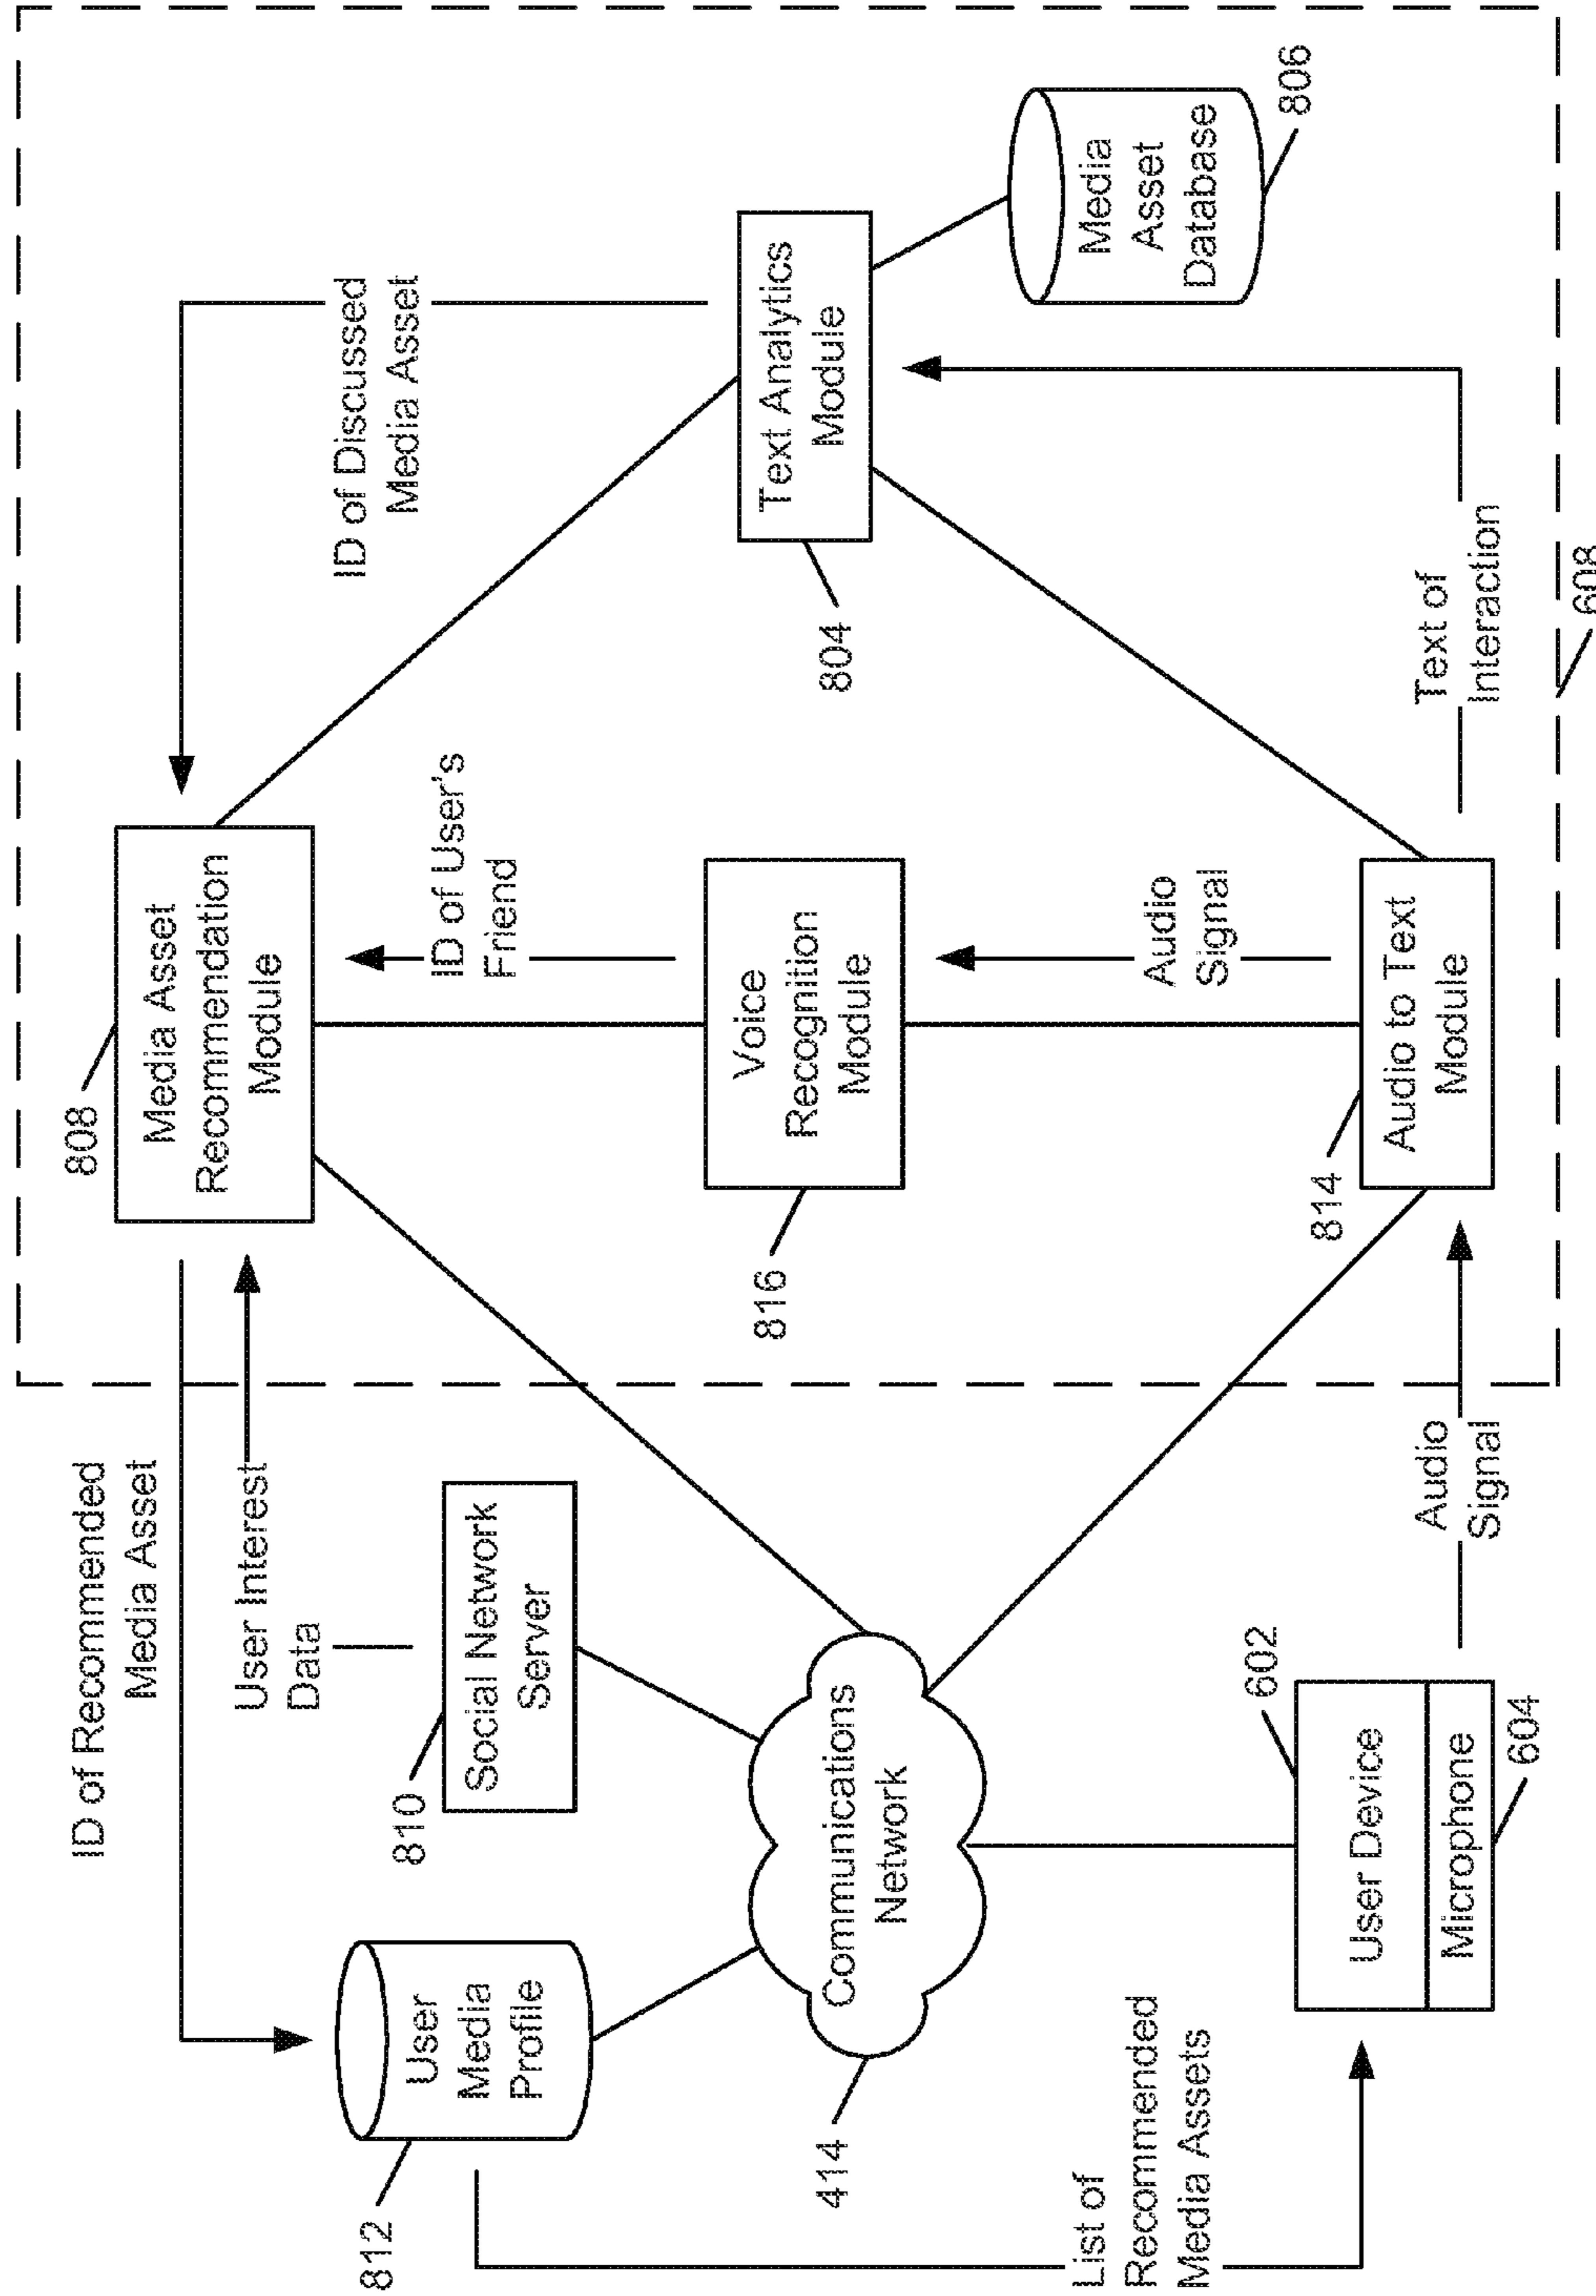 ID of Recommended
Media Asset
User Interest
Data
812
User
Media
Profile
810
Social Network
Server
808
Media Asset
Recommendation
Module
ID of Discussed
Media Asset
ID of User's
Friend
414
Communications
Network
816
Voice
Recognition
Module
804
Text Analytics
Module
Media
Asset
Database
806
List of
Recommended
Media Assets
602
User Device
Microphone
604
Audio
Signal
814
Audio to Text
Module
Audio
Signal
Text of
Interaction
608